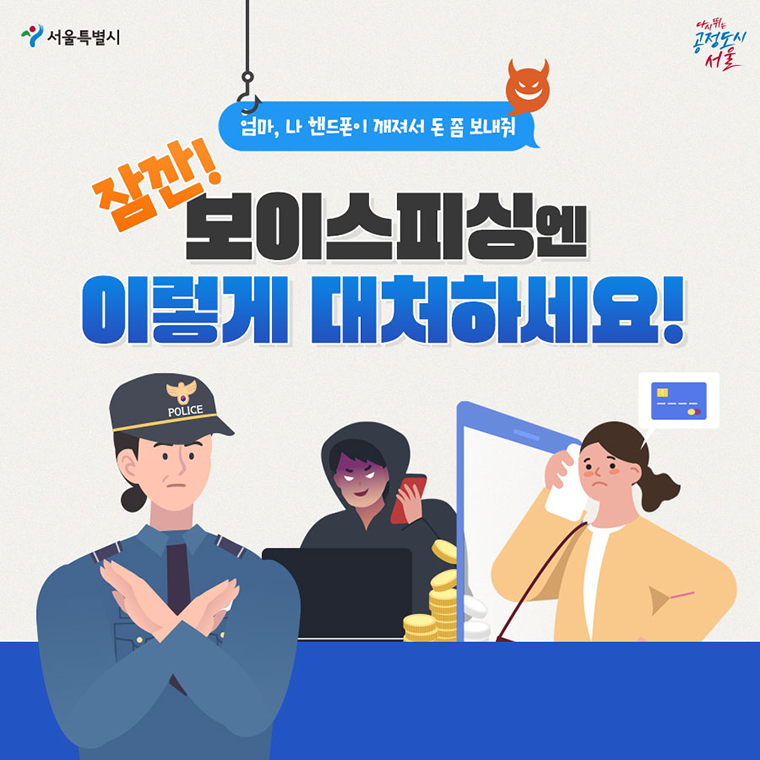 서울특별시
다시뛰는
공정도시
서울
엄마, 나 핸드폰이 깨져서 돈 좀 보내줘
잠깐!
보이스피싱엔
이렇게 대처하세요!
POLICE